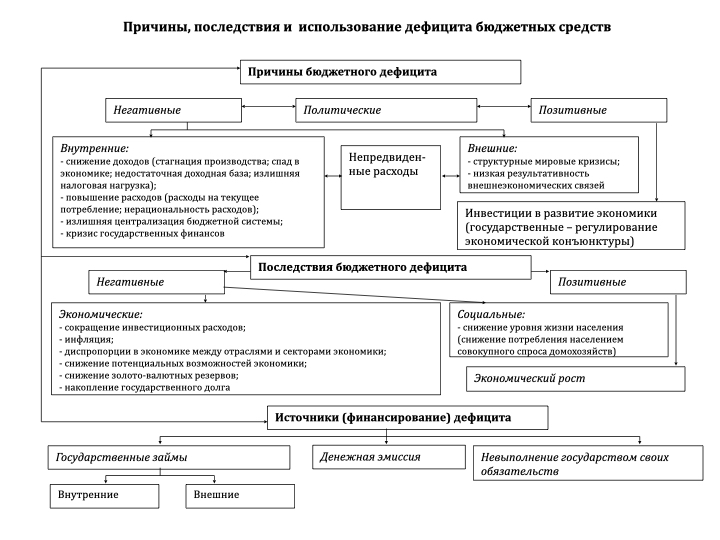 Причины, последствия и использование дефицита бюджетных средств
Причины бюджетного дефицита
Негативные
Политические
Позитивные
Внутренние:
- снижение доходов (стагнация производства; спад в
экономике; недостаточная доходная база; излишняя
налоговая нагрузка);
- повышение расходов (расходы на текущее
потребление; нерациональность расходов);
- излишняя централизация бюджетной системы;
- кризис государственных финансов
Непредвиден-
ные расходы
Внешние:
- структурные мировые кризисы;
- низкая результативность
внешнеэкономических связей
Инвестиции в развитие экономики
(государственные – регулирование
экономической конъюнктуры)
Последствия бюджетного дефицита
Негативные
Позитивные
Экономические:
- сокращение инвестиционных расходов;
- инфляция;
- диспропорции в экономике между отраслями и секторами экономики;
- снижение потенциальных возможностей экономики;
- снижение золото-валютных резервов;
- накопление государственного долга
Социальные:
- снижение уровня жизни населения
(снижение потребления населением
совокупного спроса домохозяйств)
Экономический рост
Источники (финансирование) дефицита
Государственные займы
Денежная эмиссия
Невыполнение государством своих
обязательств
Внутренние
Внешние